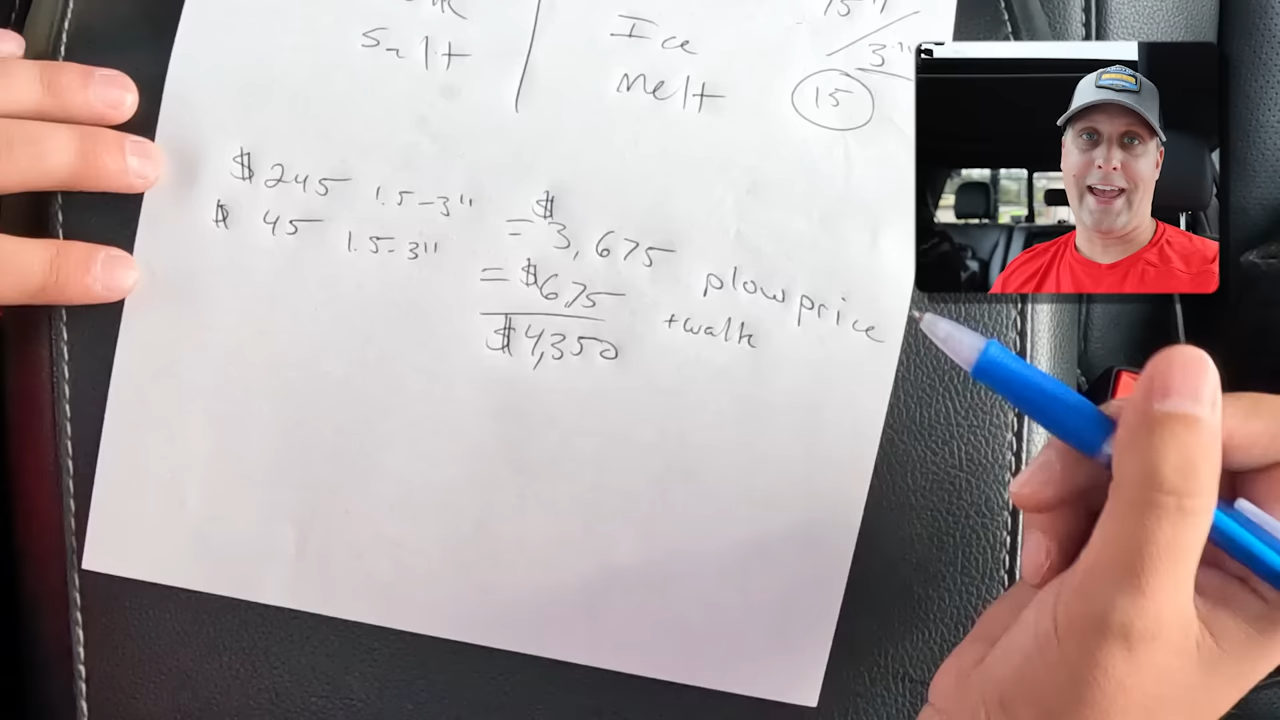 Salt
Ice
melt
3."
15
$ 245 1.5-3" = $3,675 plow price
$ 45 1.5-3" = $675 + walk
$4,350